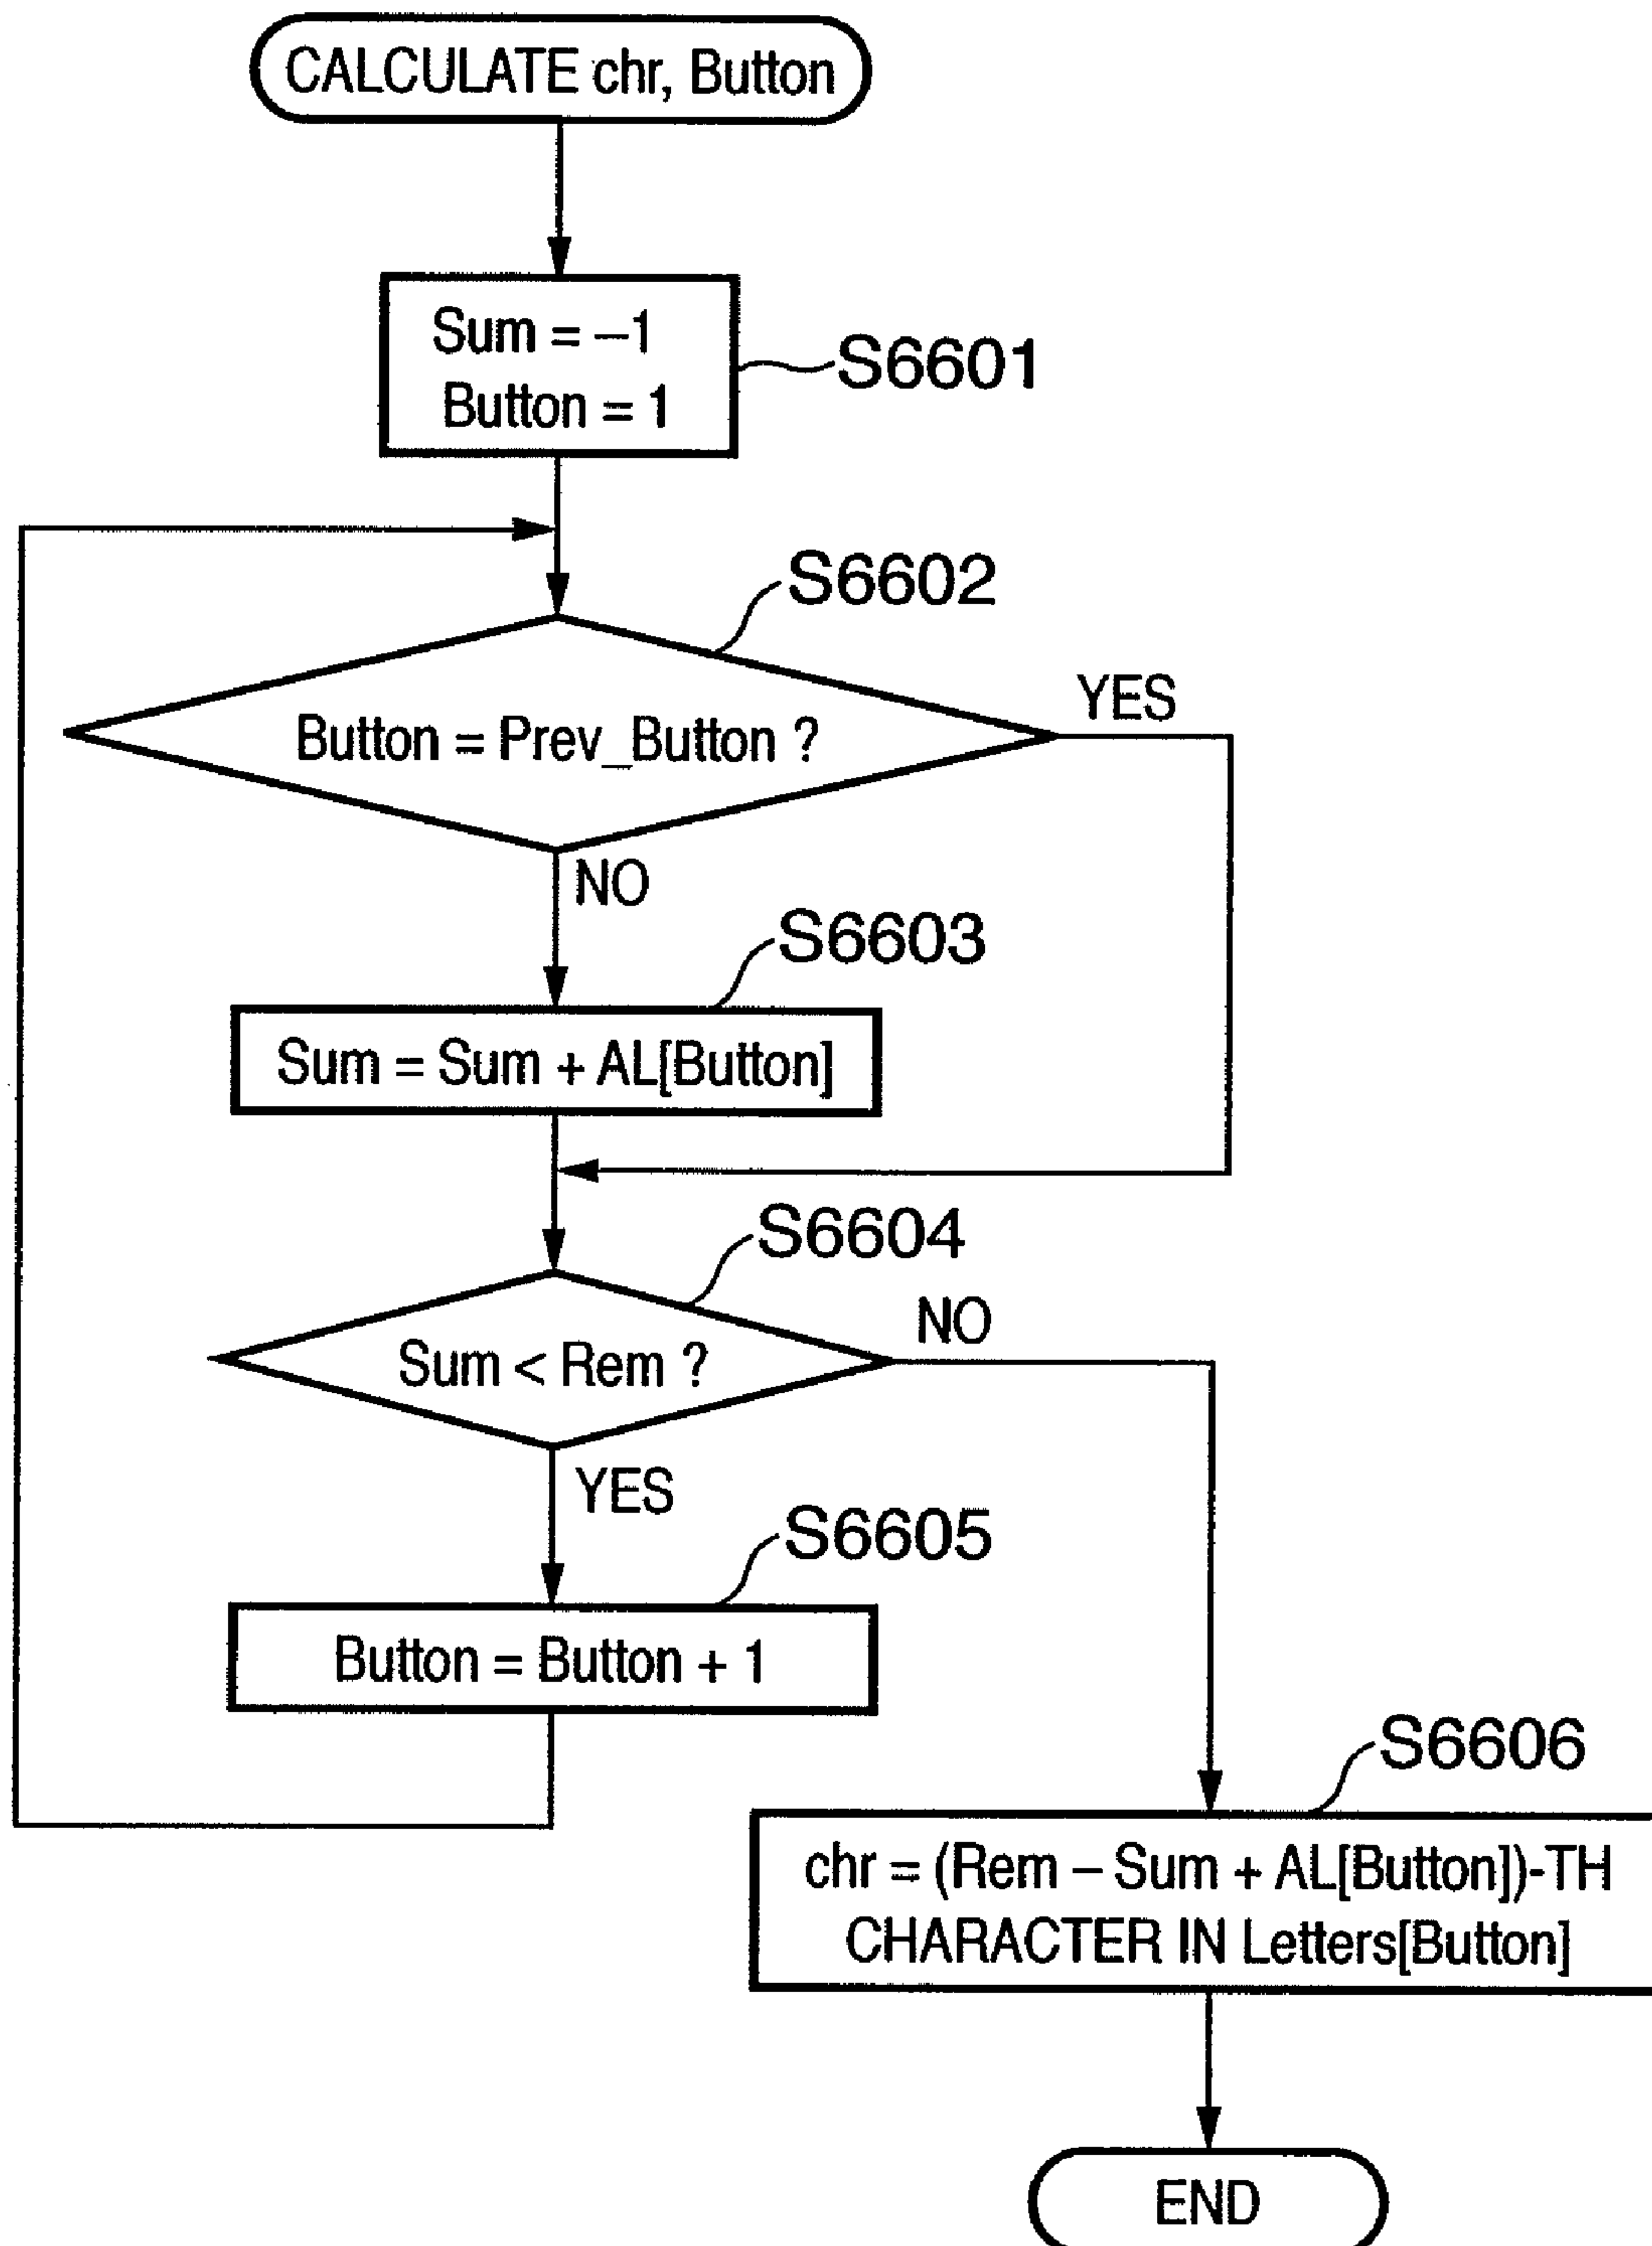 CALCULATE chr, Button
Sum = –1
Button = 1
S6601
S6602
Button = Prev_Button ?
YES
NO
S6603
Sum = Sum + AL[Button]
S6604
Sum < Rem ?
NO
YES
S6605
Button = Button + 1
S6606
chr = (Rem – Sum + AL[Button])-TH
CHARACTER IN Letters[Button]
END